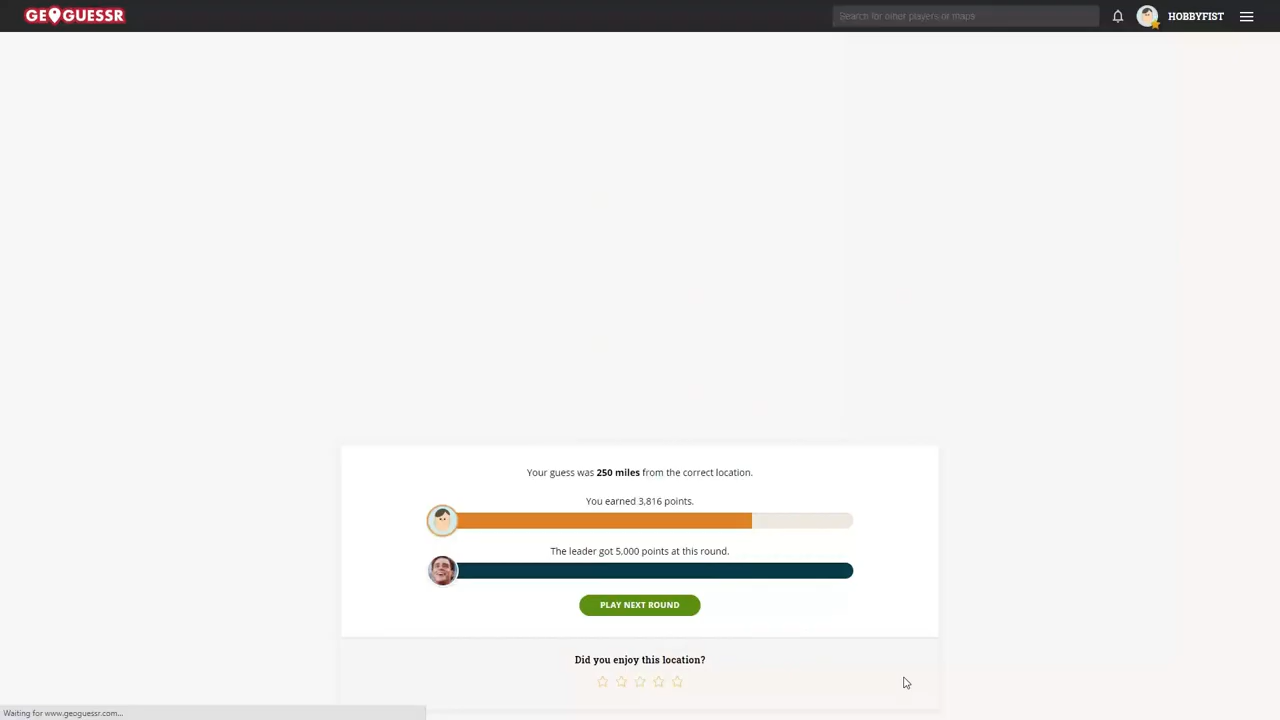 GEOGUESSR
Search for other players or maps
HOBBYFIST
Your guess was 250 miles from the correct location.
You earned 3,816 points.
The leader got 5,000 points at this round.
PLAY NEXT ROUND
Did you enjoy this location?
Waiting for www.geoguessr.com...